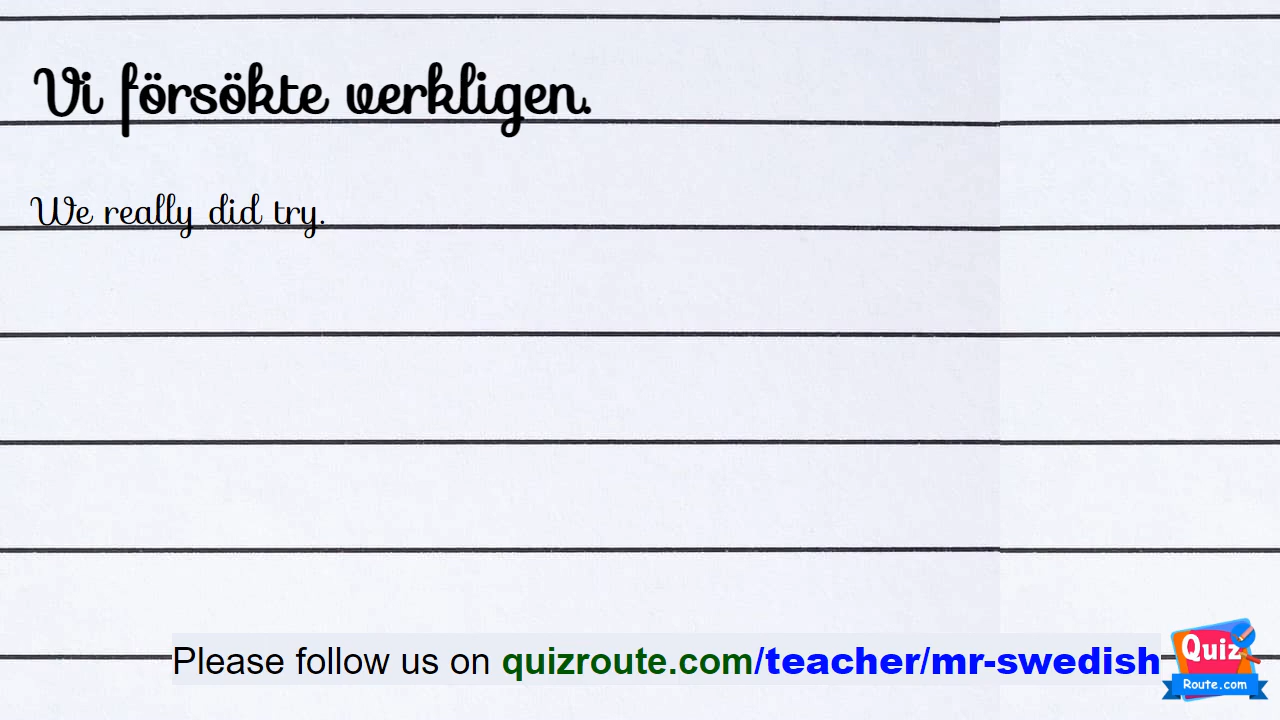 Vi försökte verkligen.
We really did try.
Please follow us on quizroute.com/teacher/mr-swedish
Quiz
Route.com